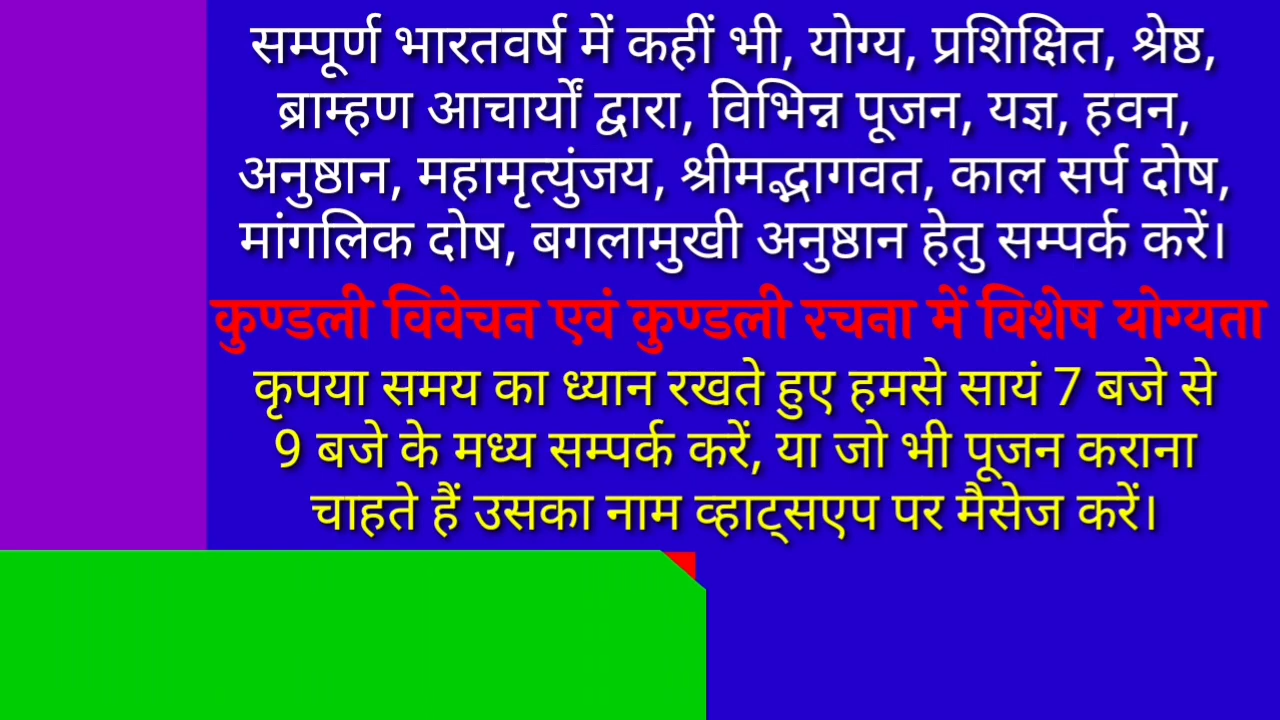 सम्पूर्ण भारतवर्ष में कहीं भी, योग्य, प्रशिक्षित, श्रेष्ठ,
ब्राम्हण आचार्यों द्वारा, विभिन्न पूजन, यज्ञ, हवन,
अनुष्ठान, महामृत्युंजय, श्रीमद्भागवत, काल सर्प दोष,
मांगलिक दोष, बगलामुखी अनुष्ठान हेतु सम्पर्क करें।
कुण्डली विवेचन एवं कुण्डली रचना में विशेष योग्यता
कृपया समय का ध्यान रखते हुए हमसे सायं 7 बजे से
9 बजे के मध्य सम्पर्क करें, या जो भी पूजन कराना
चाहते हैं उसका नाम व्हाट्सएप पर मैसेज करें।